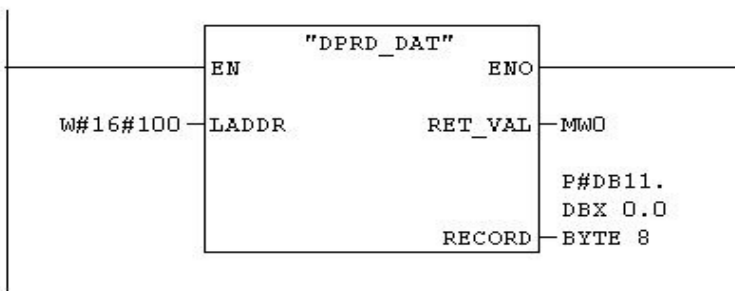 "DPRD_DAT"
EN ENO
W#16#100 LADDR RET_VAL MW0
P#DB11.
DBX 0.0
RECORD BYTE 8